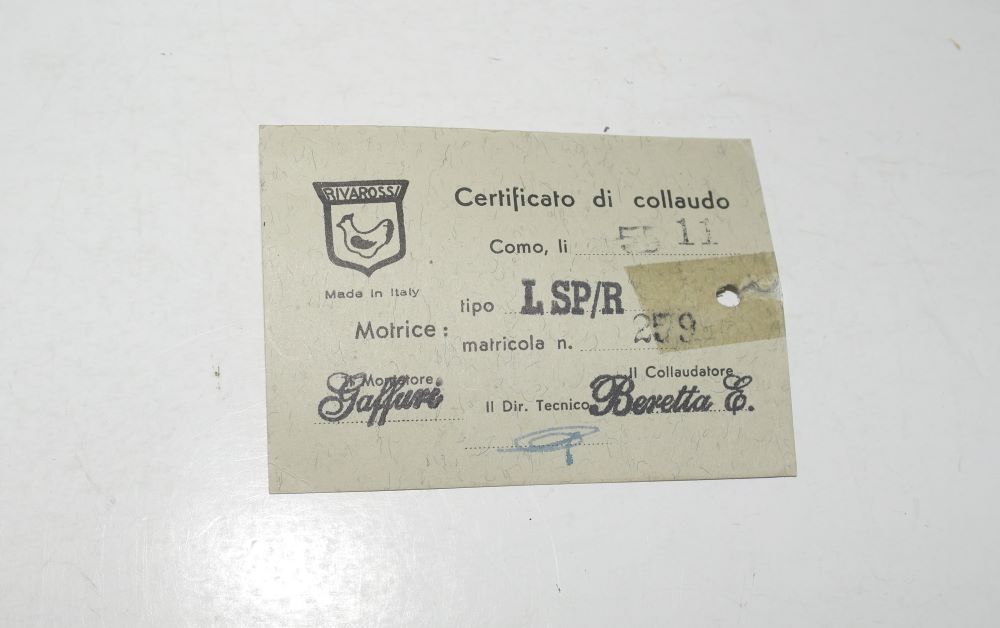 RIVAROSSI
Made in Italy
Certificato di collaudo
Como, li 55 11
Motrice :
tipo L SP/R
matricola n. 259
Il Montatore
Gaffuri
Il Dir. Tecnico
Il Collaudatore
Beretta E.